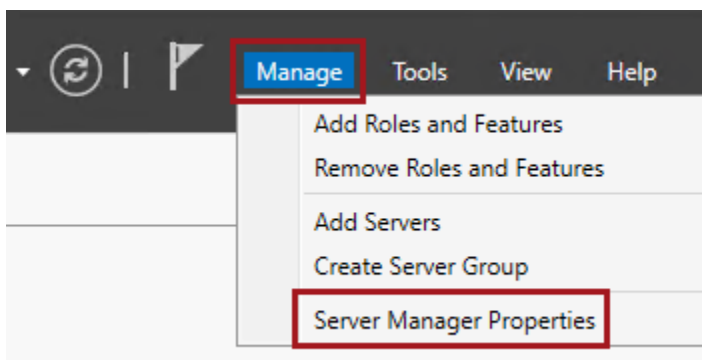 Manage Tools View Help
Add Roles and Features
Remove Roles and Features
Add Servers
Create Server Group
Server Manager Properties